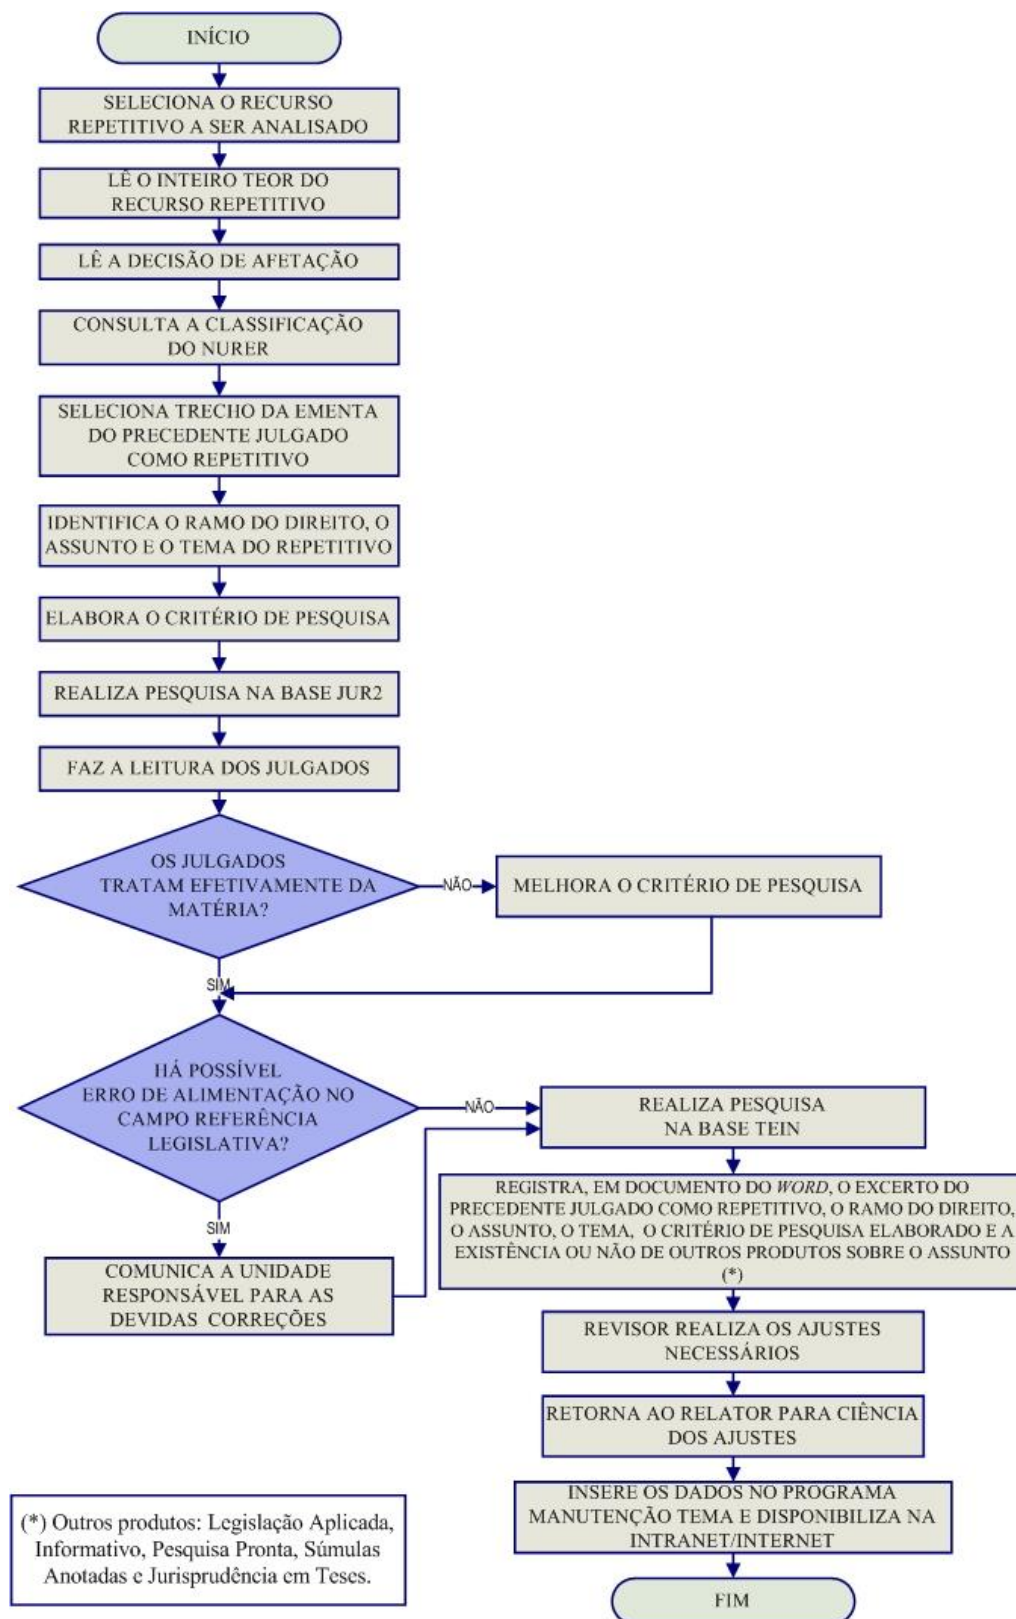 INÍCIO
SELECIONA O RECURSO
REPETITIVO A SER ANALISADO
LÊ O INTEIRO TEOR DO
RECURSO REPETITIVO
LÊ A DECISÃO DE AFETAÇÃO
CONSULTA A CLASSIFICAÇÃO
DO NURER
SELECIONA TRECHO DA EMENTA
DO PRECEDENTE JULGADO
COMO REPETITIVO
IDENTIFICA O RAMO DO DIREITO, O
ASSUNTO E O TEMA DO REPETITIVO
ELABORA O CRITÉRIO DE PESQUISA
REALIZA PESQUISA NA BASE JUR2
FAZ A LEITURA DOS JULGADOS
OS JULGADOS
TRATAM EFETIVAMENTE DA
MATÉRIA?
NÃO
MELHORA O CRITÉRIO DE PESQUISA
SIM
HÁ POSSÍVEL
ERRO DE ALIMENTAÇÃO NO
CAMPO REFERÊNCIA
LEGISLATIVA?
NÃO
REALIZA PESQUISA
NA BASE TEIN
SIM
COMUNICA A UNIDADE
RESPONSÁVEL PARA AS
DEVIDAS CORREÇÕES
REGISTRA, EM DOCUMENTO DO WORD, O EXCERTO DO
PRECEDENTE JULGADO COMO REPETITIVO, O RAMO DO DIREITO,
O ASSUNTO, O TEMA, O CRITÉRIO DE PESQUISA ELABORADO E A
EXISTÊNCIA OU NÃO DE OUTROS PRODUTOS SOBRE O ASSUNTO
(*)
REVISOR REALIZA OS AJUSTES
NECESSÁRIOS
RETORNA AO RELATOR PARA CIÊNCIA
DOS AJUSTES
INSERE OS DADOS NO PROGRAMA
MANUTENÇÃO TEMA E DISPONIBILIZA NA
INTRANET/INTERNET
FIM
(*) Outros produtos: Legislação Aplicada,
Informativo, Pesquisa Pronta, Súmulas
Anotadas e Jurisprudência em Teses.